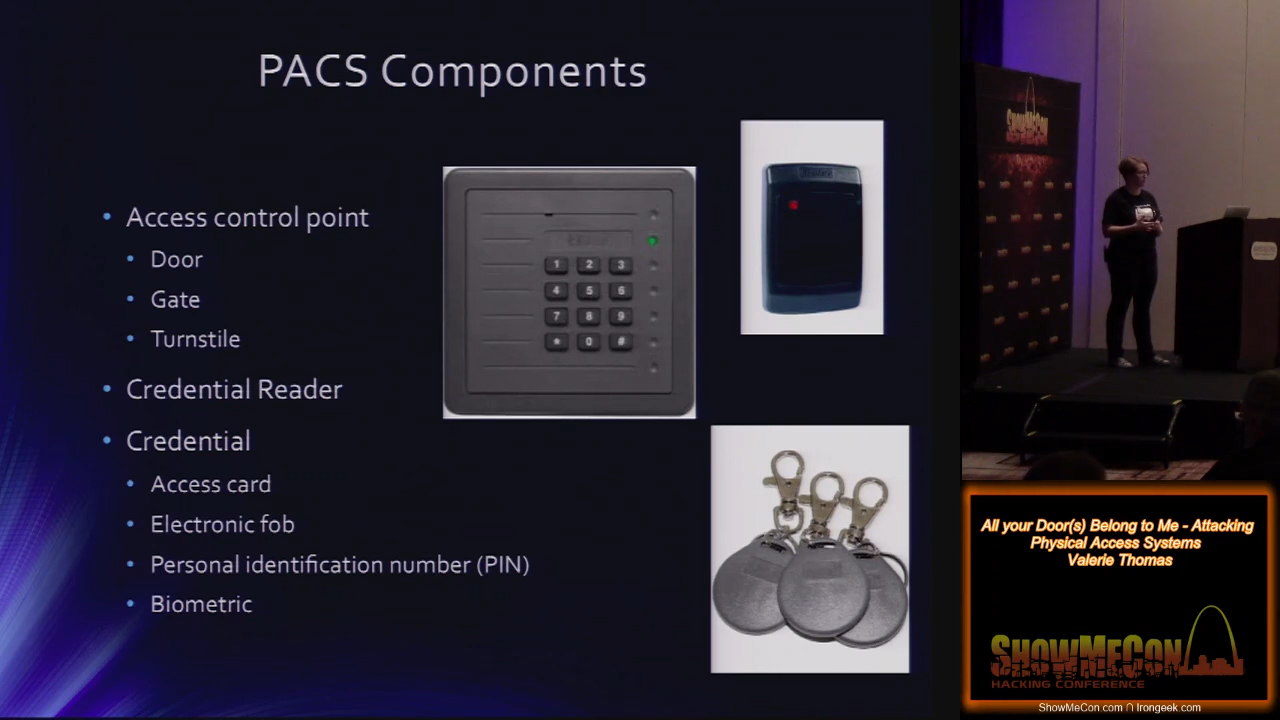 PACS Components
Access control point
Door
Gate
Turnstile
Credential Reader
Credential
Access card
Electronic fob
Personal identification number (PIN)
Biometric
1 2 3
4 5 6
7 8 9
* 0 #
SHOWMECON
All your Door(s) Belong to Me - Attacking
Physical Access Systems
Valerie Thomas
SHOWMECON
HACKING CONFERENCE
ShowMeCon.com ∩ Irongeek.com